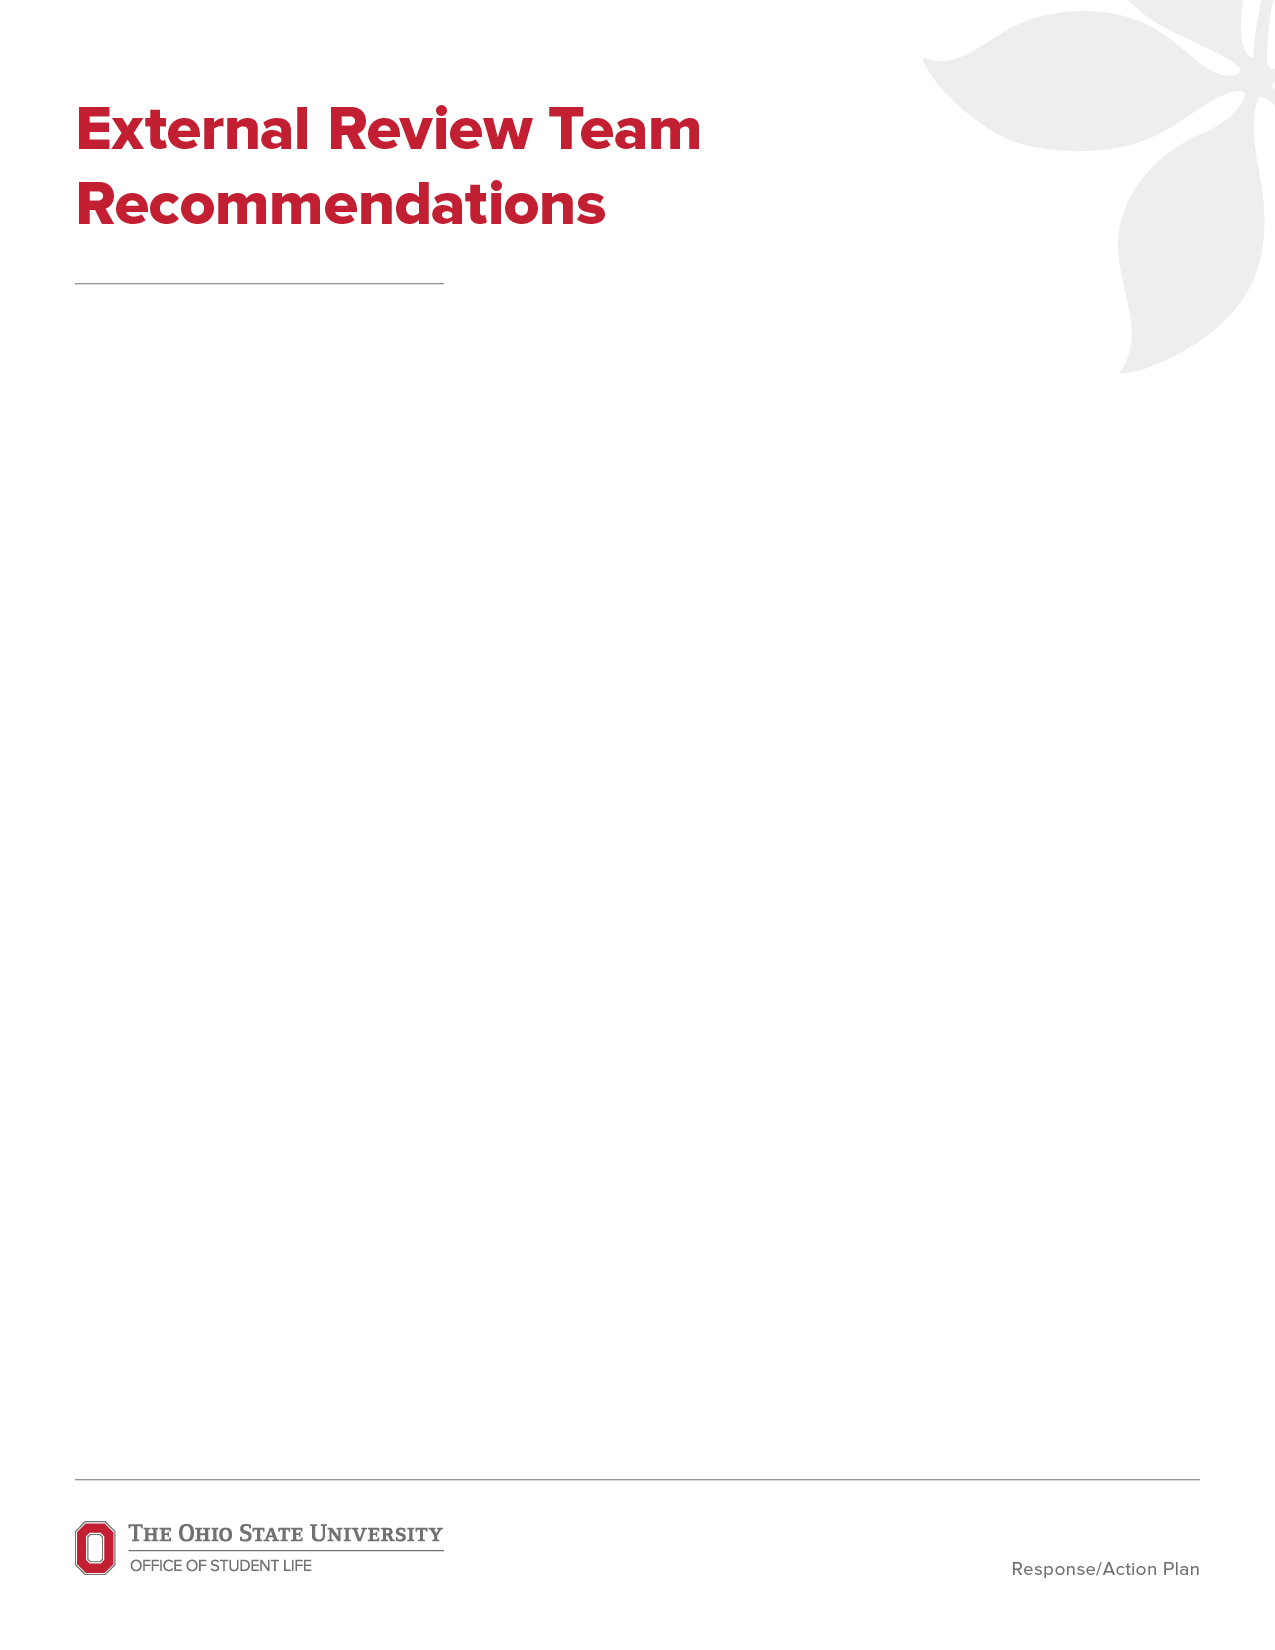 External Review Team
Recommendations
THE OHIO STATE UNIVERSITY
OFFICE OF STUDENT LIFE
Response/Action Plan